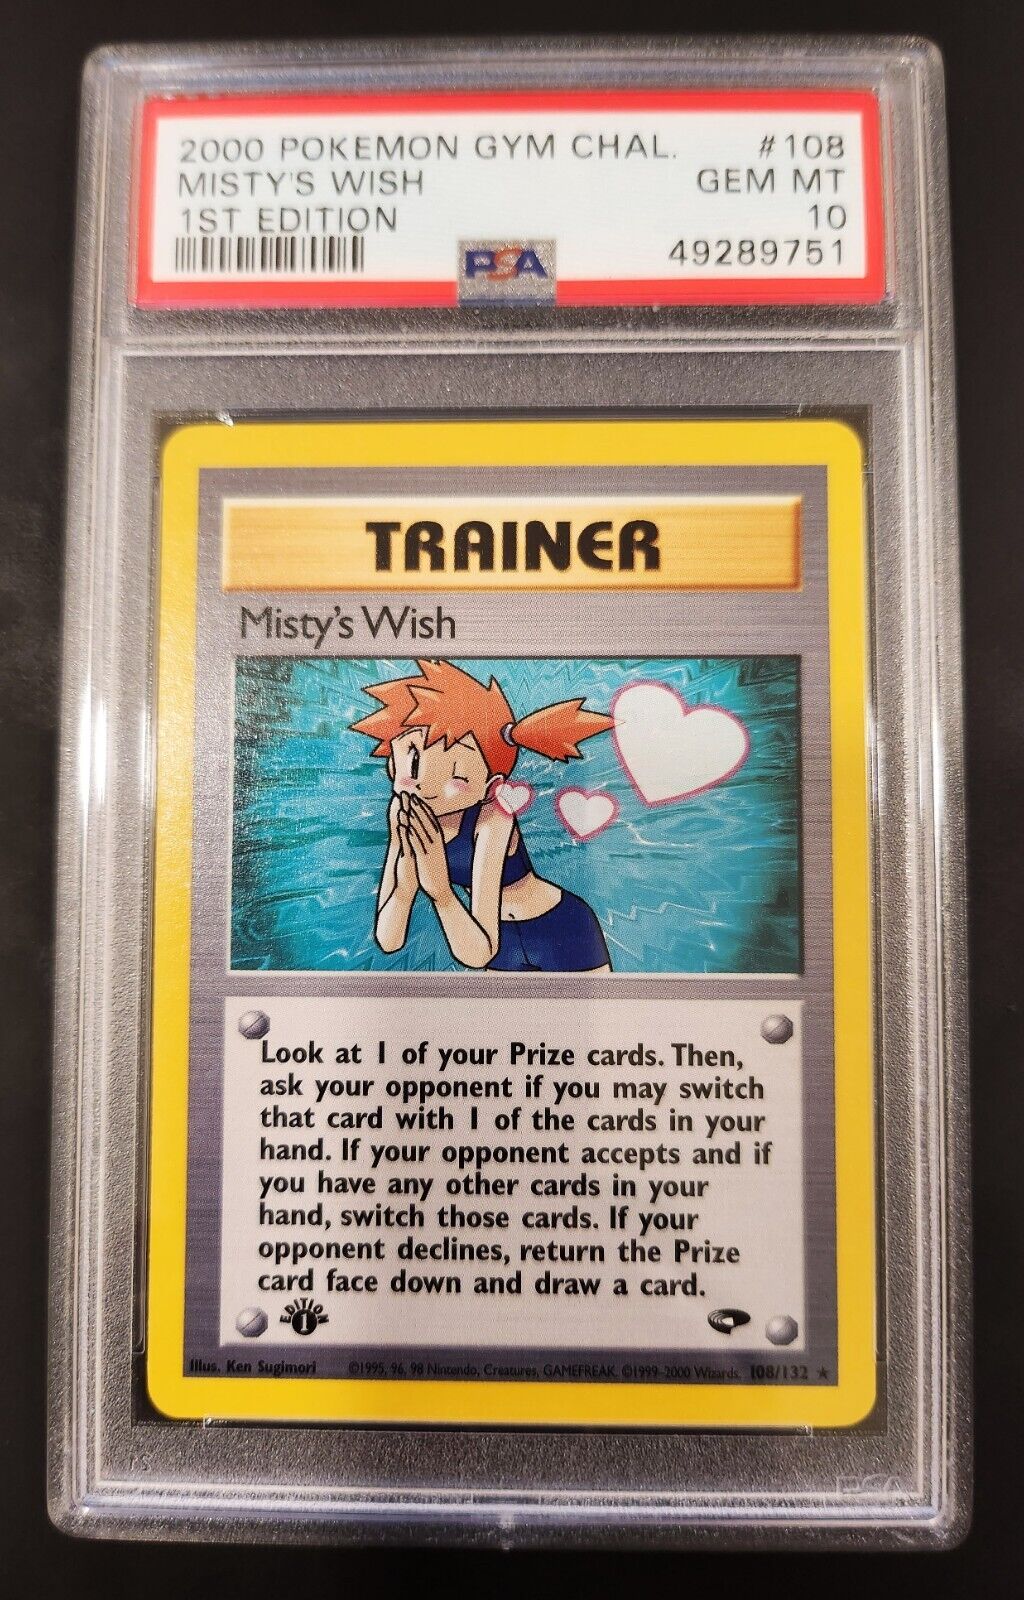 2000 POKEMON GYM CHAL. #108
MISTY'S WISH GEM MT
1ST EDITION 10
PSA 49289751
TRAINER
Misty's Wish
Look at 1 of your Prize cards. Then,
ask your opponent if you may switch
that card with 1 of the cards in your
hand. If your opponent accepts and if
you have any other cards in your
hand, switch those cards. If your
opponent declines, return the Prize
card face down and draw a card.
EDITION
1
Illus. Ken Sugimori ©1995, 96, 98 Nintendo, Creatures, GAMEFREAK. ©1999-2000 Wizards. 108/132 ★
PSA